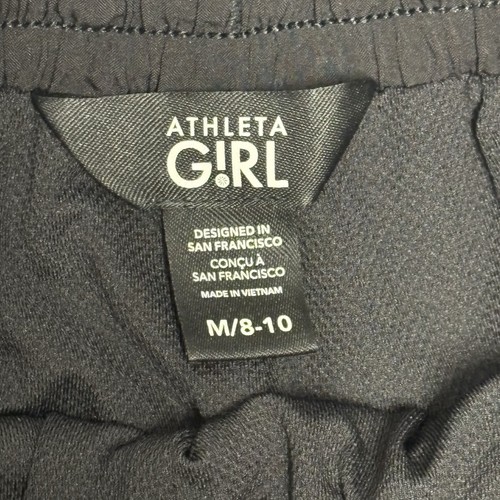 ATHLETA
G!RL
DESIGNED IN
SAN FRANCISCO
CONÇU À
SAN FRANCISCO
MADE IN VIETNAM
M/8-10